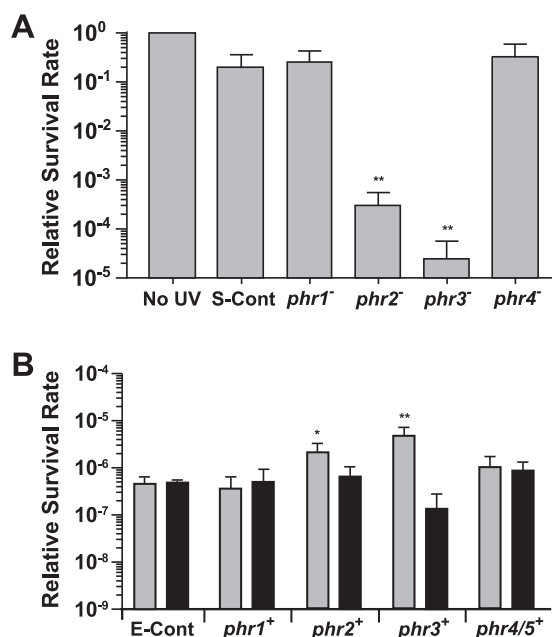 A
Relative Survival Rate
10⁰
10⁻¹
10⁻²
10⁻³
10⁻⁴
10⁻⁵
**
**
No UV S-Cont phr1⁻ phr2⁻ phr3⁻ phr4⁻
B
Relative Survival Rate
10⁻⁴
10⁻⁵
10⁻⁶
10⁻⁷
10⁻⁸
10⁻⁹
*
**
E-Cont phr1⁺ phr2⁺ phr3⁺ phr4/5⁺